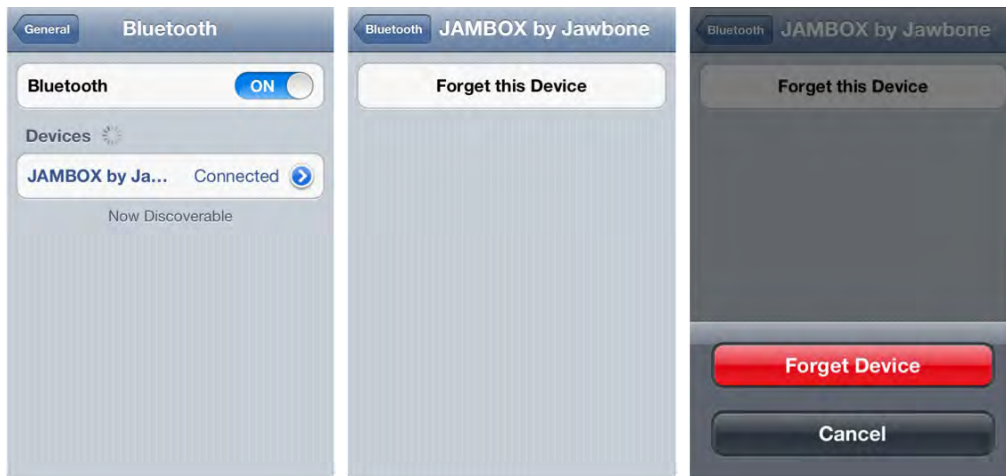 General
Bluetooth
Bluetooth
ON
Devices
JAMBOX by Ja...
Connected
Now Discoverable
Bluetooth
JAMBOX by Jawbone
Forget this Device
Bluetooth
JAMBOX by Jawbone
Forget this Device
Forget Device
Cancel